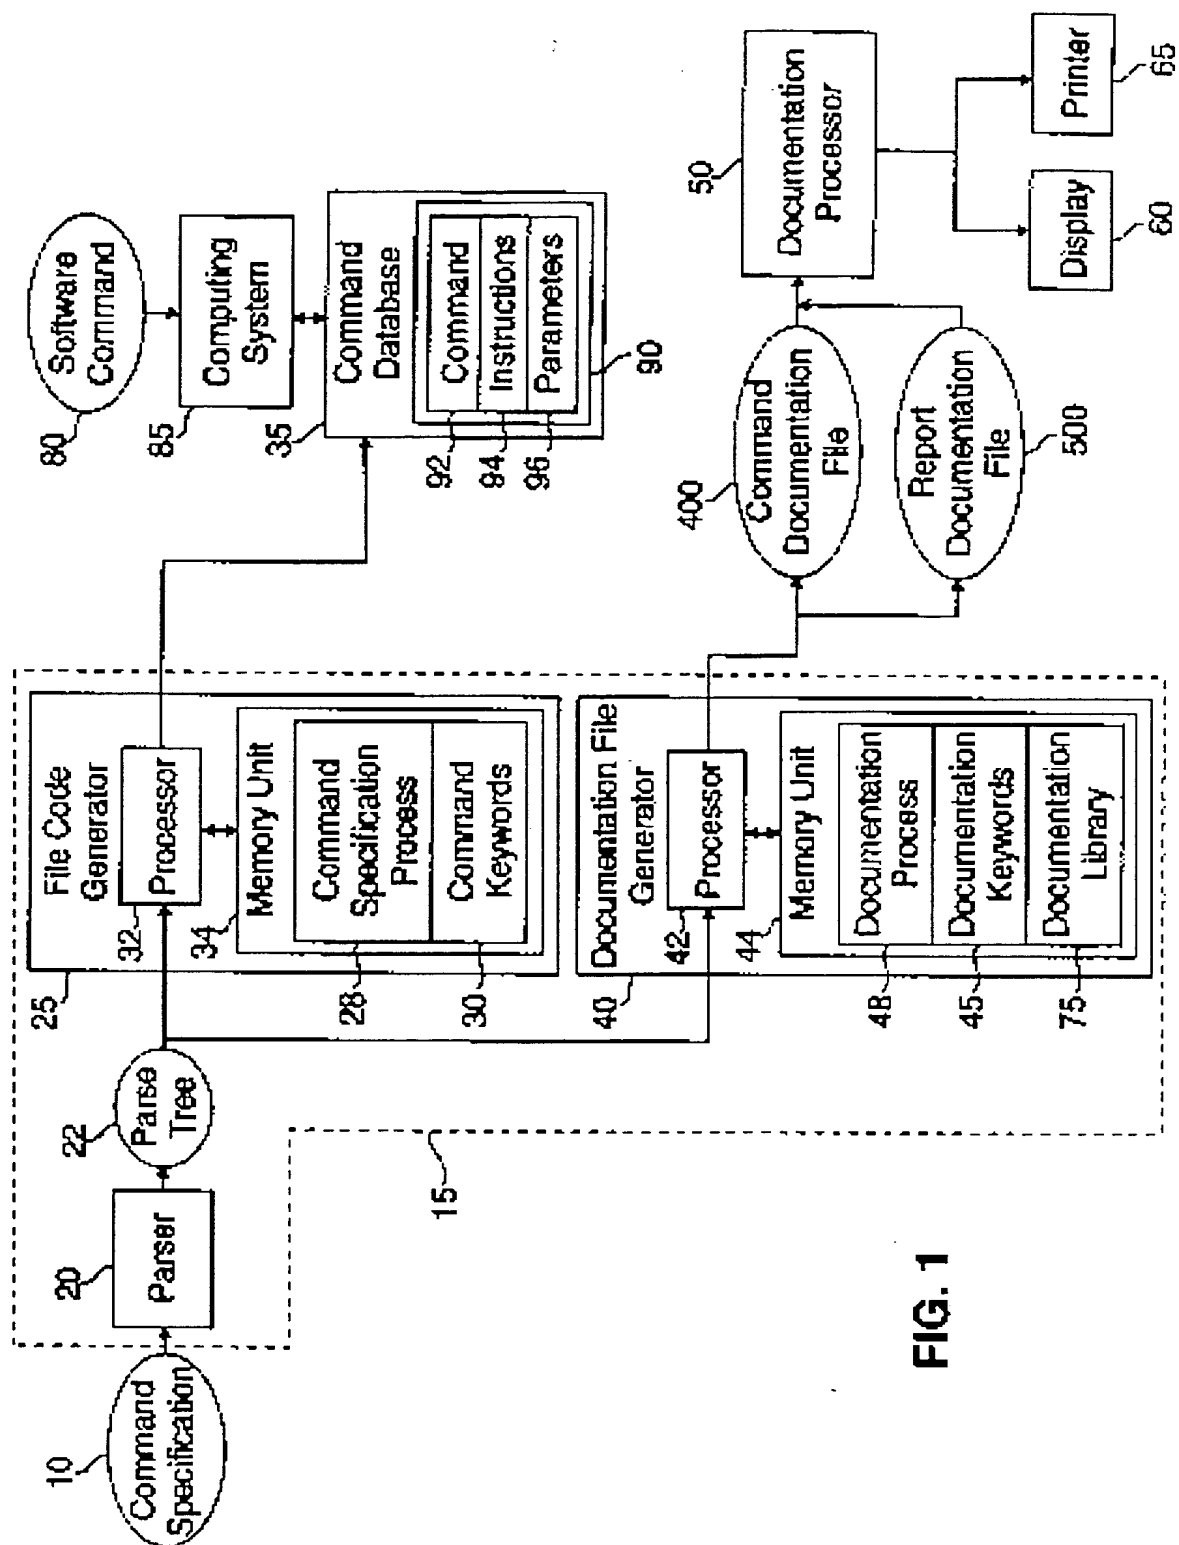 10
Command
Specification
20
Parser
22
Parse
Tree
15
25
File Code
Generator
32
Processor
34
Memory Unit
28
Command
Specification
Process
30
Command
Keywords
40
Documentation File
Generator
42
Processor
44
Memory Unit
48
Documentation
Process
45
Documentation
Keywords
75
Documentation
Library
80
Software
Command
85
Computing
System
35
Command
Database
92
Command
94
Instructions
96
Parameters
90
400
Command
Documentation
File
Report
Documentation
File
500
50
Documentation
Processor
Display
60
Printer
65
FIG. 1